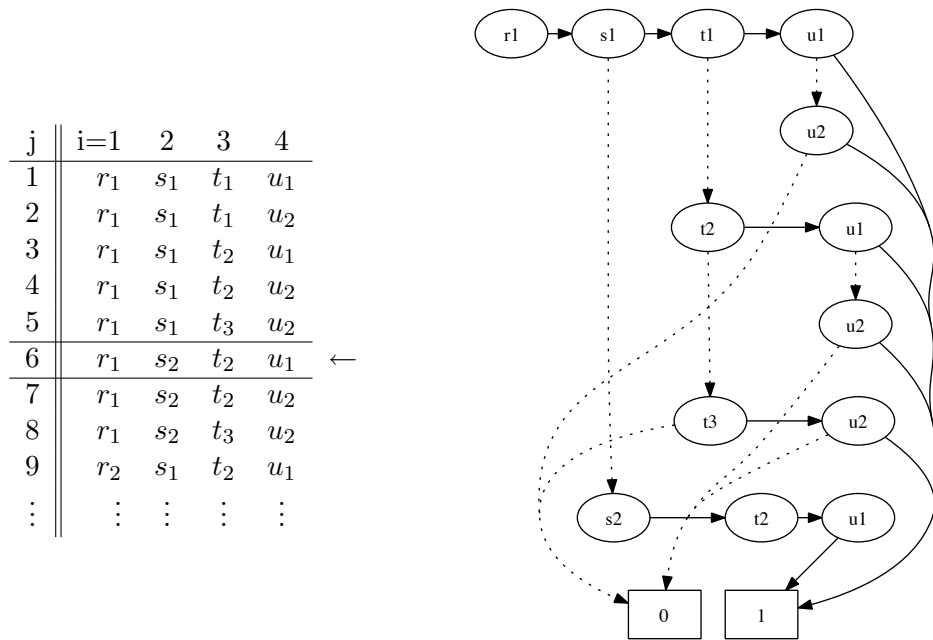 j i=1 2 3 4
1 r₁ s₁ t₁ u₁
2 r₁ s₁ t₁ u₂
3 r₁ s₁ t₂ u₁
4 r₁ s₁ t₂ u₂
5 r₁ s₁ t₃ u₂
6 r₁ s₂ t₂ u₁ ←
7 r₁ s₂ t₂ u₂
8 r₁ s₂ t₃ u₂
9 r₂ s₁ t₂ u₁
⋮ ⋮ ⋮ ⋮ ⋮
r1 s1 t1 u1
u2
t2 u1
u2
t3 u2
s2 t2 u1
0 1